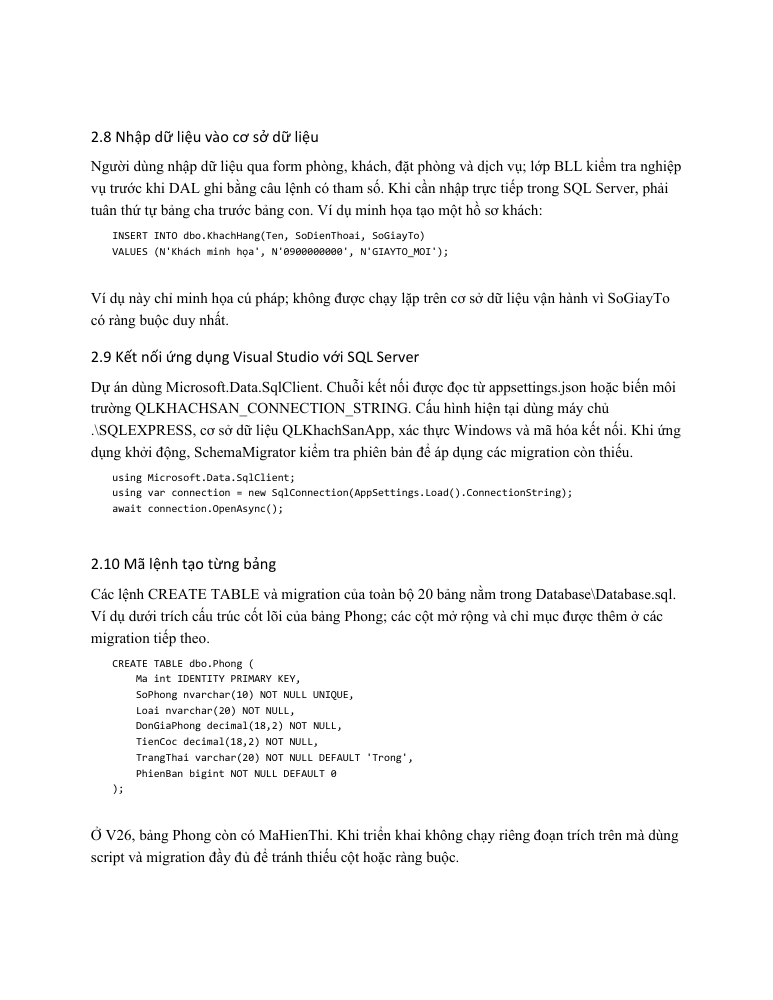 2.8 Nhập dữ liệu vào cơ sở dữ liệu
Người dùng nhập dữ liệu qua form phòng, khách, đặt phòng và dịch vụ; lớp BLL kiểm tra nghiệp
vụ trước khi DAL ghi bằng câu lệnh có tham số. Khi cần nhập trực tiếp trong SQL Server, phải
tuân thứ tự bảng cha trước bảng con. Ví dụ minh họa tạo một hồ sơ khách:
INSERT INTO dbo.KhachHang(Ten, SoDienThoai, SoGiayTo)
VALUES (N'Khách minh họa', N'0900000000', N'GIAYTO_MOI');
Ví dụ này chỉ minh họa cú pháp; không được chạy lặp trên cơ sở dữ liệu vận hành vì SoGiayTo
có ràng buộc duy nhất.
2.9 Kết nối ứng dụng Visual Studio với SQL Server
Dự án dùng Microsoft.Data.SqlClient. Chuỗi kết nối được đọc từ appsettings.json hoặc biến môi
trường QLKHACHSAN_CONNECTION_STRING. Cấu hình hiện tại dùng máy chủ
.\SQLEXPRESS, cơ sở dữ liệu QLKhachSanApp, xác thực Windows và mã hóa kết nối. Khi ứng
dụng khởi động, SchemaMigrator kiểm tra phiên bản để áp dụng các migration còn thiếu.
using Microsoft.Data.SqlClient;
using var connection = new SqlConnection(AppSettings.Load().ConnectionString);
await connection.OpenAsync();
2.10 Mã lệnh tạo từng bảng
Các lệnh CREATE TABLE và migration của toàn bộ 20 bảng nằm trong Database\Database.sql.
Ví dụ dưới trích cấu trúc cốt lõi của bảng Phong; các cột mở rộng và chỉ mục được thêm ở các
migration tiếp theo.
CREATE TABLE dbo.Phong (
    Ma int IDENTITY PRIMARY KEY,
    SoPhong nvarchar(10) NOT NULL UNIQUE,
    Loai nvarchar(20) NOT NULL,
    DonGiaPhong decimal(18,2) NOT NULL,
    TienCoc decimal(18,2) NOT NULL,
    TrangThai varchar(20) NOT NULL DEFAULT 'Trong',
    PhienBan bigint NOT NULL DEFAULT 0
);
Ở V26, bảng Phong còn có MaHienThi. Khi triển khai không chạy riêng đoạn trích trên mà dùng
script và migration đầy đủ để tránh thiếu cột hoặc ràng buộc.